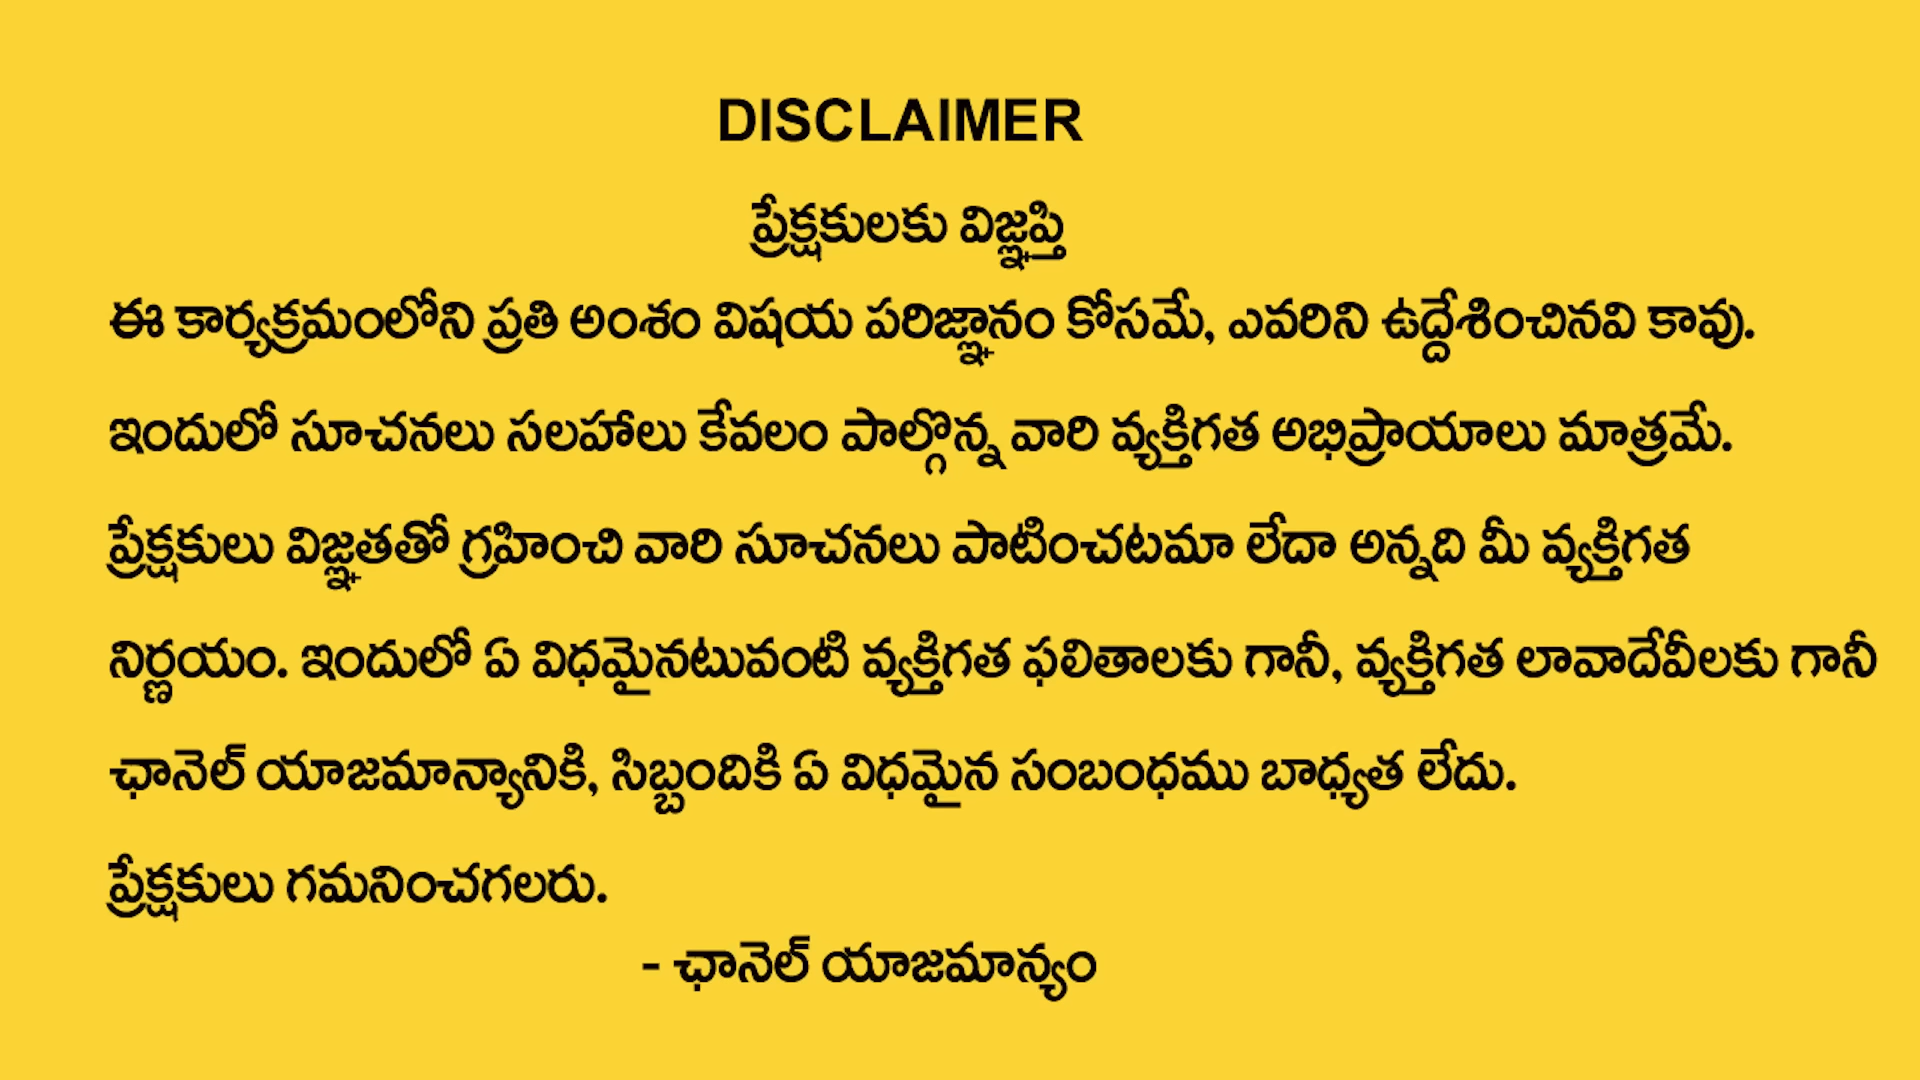 DISCLAIMER
ప్రేక్షకులకు విజ్ఞప్తి
ఈ కార్యక్రమంలోని ప్రతి అంశం విషయ పరిజ్ఞానం కోసమే, ఎవరిని ఉద్దేశించినవి కావు.
ఇందులో సూచనలు సలహాలు కేవలం పాల్గొన్న వారి వ్యక్తిగత అభిప్రాయాలు మాత్రమే.
ప్రేక్షకులు విజ్ఞతతో గ్రహించి వారి సూచనలు పాటించటమా లేదా అన్నది మీ వ్యక్తిగత
నిర్ణయం. ఇందులో ఏ విధమైనటువంటి వ్యక్తిగత ఫలితాలకు గానీ, వ్యక్తిగత లావాదేవీలకు గానీ
ఛానెల్ యాజమాన్యానికి, సిబ్బందికి ఏ విధమైన సంబంధము బాధ్యత లేదు.
ప్రేక్షకులు గమనించగలరు.
- ఛానెల్ యాజమాన్యం